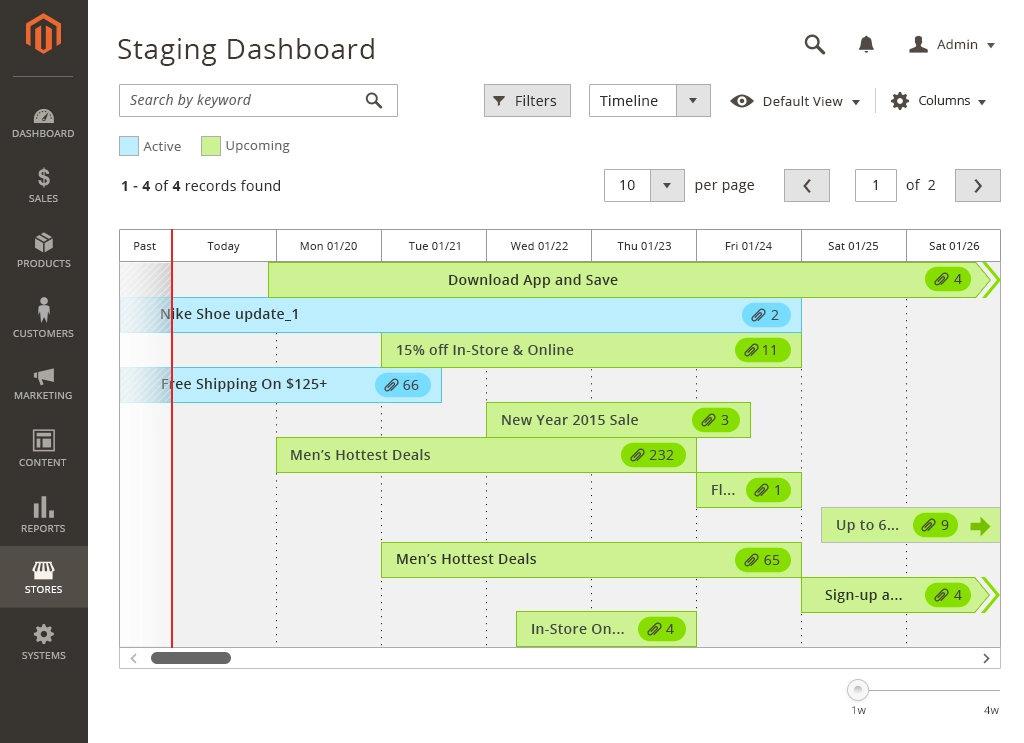 Staging Dashboard
Admin
Search by keyword
Filters
Timeline
Default View
Columns
Active
Upcoming
1 - 4 of 4 records found
10
per page
1
of 2
DASHBOARD
SALES
PRODUCTS
CUSTOMERS
MARKETING
CONTENT
REPORTS
STORES
SYSTEMS
Past
Today
Mon 01/20
Tue 01/21
Wed 01/22
Thu 01/23
Fri 01/24
Sat 01/25
Sat 01/26
Download App and Save
4
Nike Shoe update_1
2
15% off In-Store & Online
11
Free Shipping On $125+
66
New Year 2015 Sale
3
Men’s Hottest Deals
232
Fl...
1
Up to 6...
9
Men’s Hottest Deals
65
Sign-up a...
4
In-Store On...
4
1w
4w